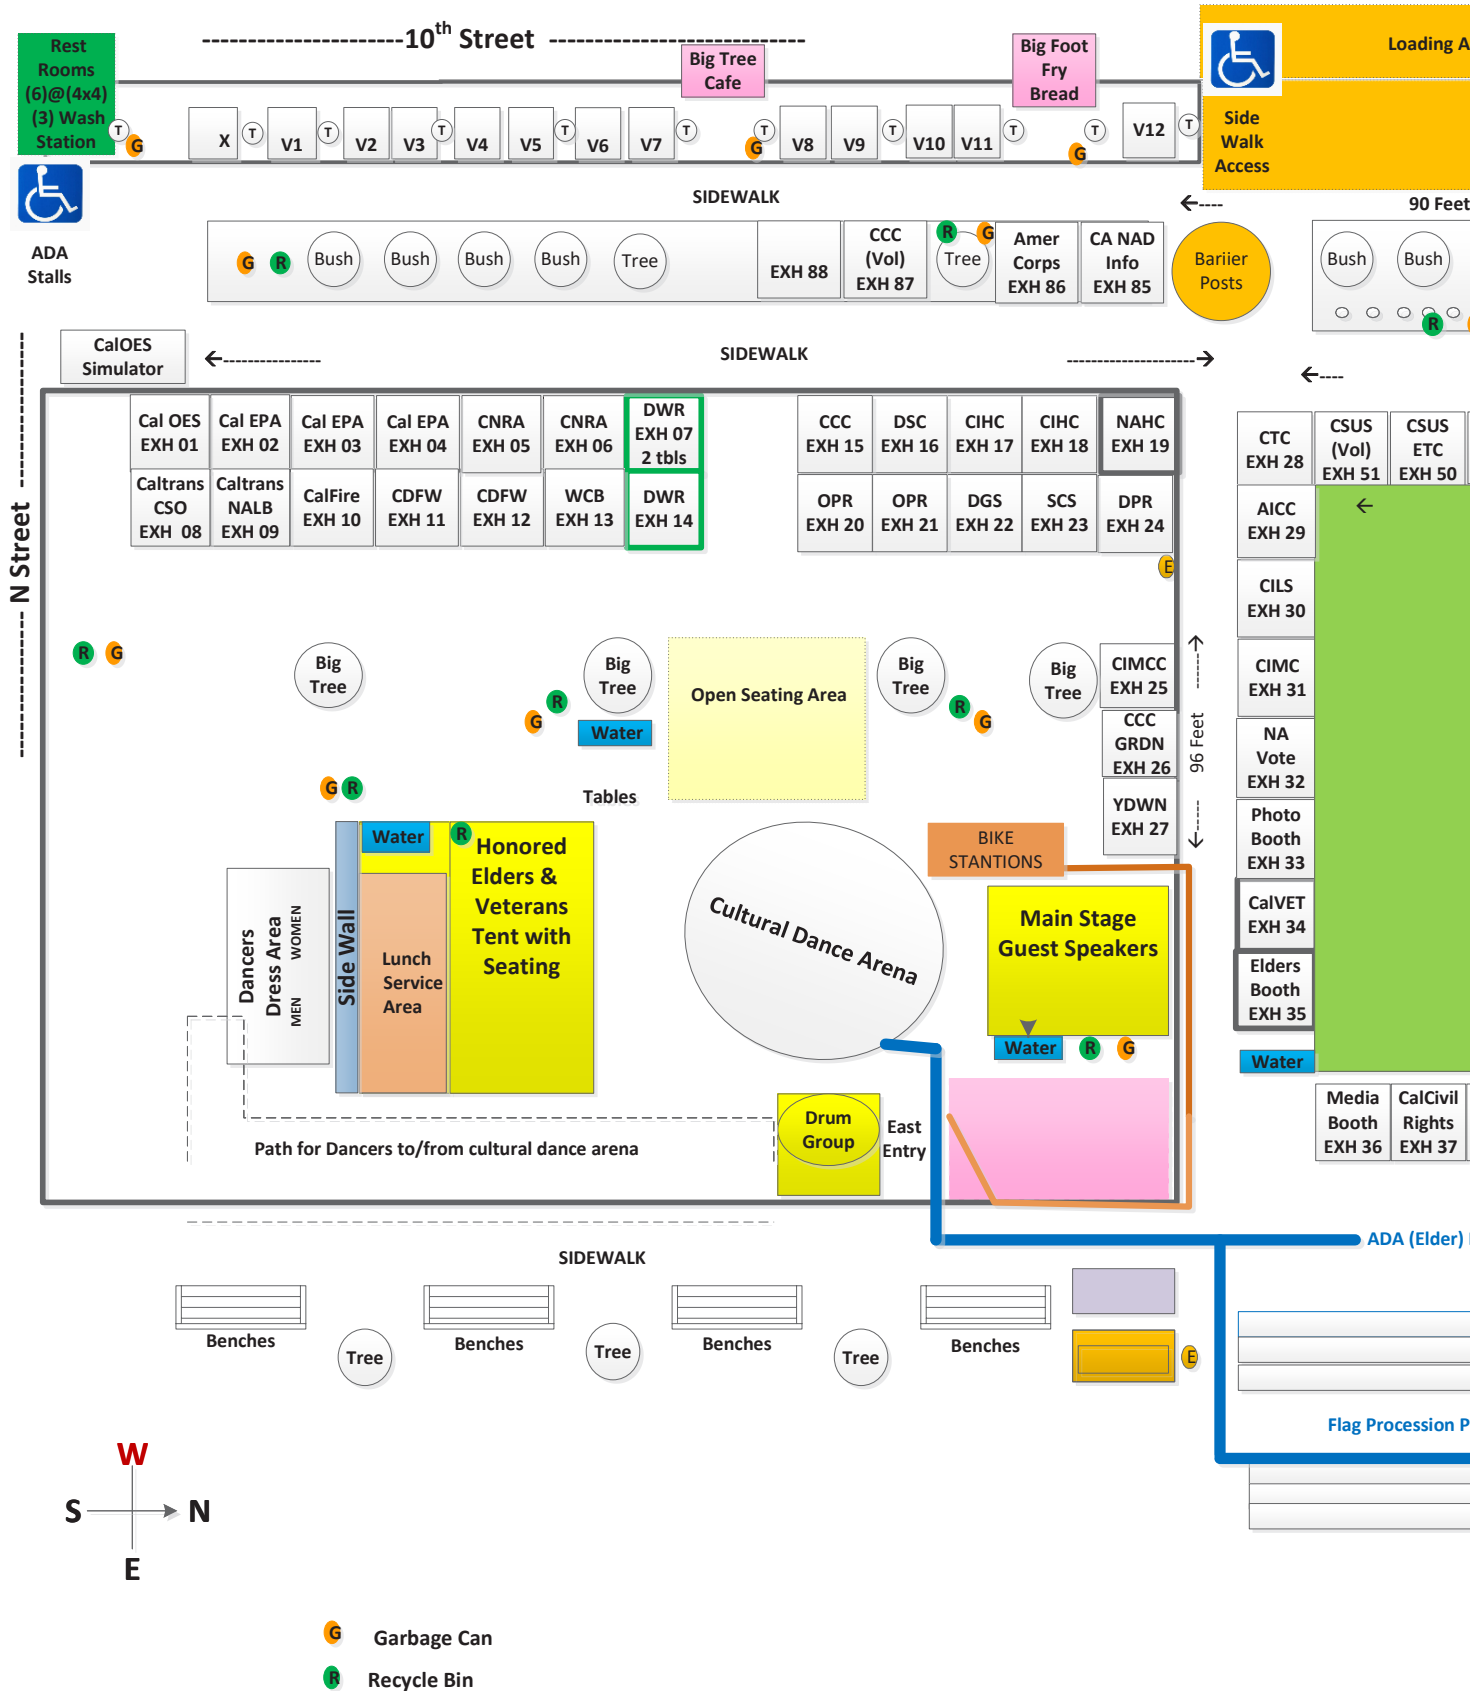 10th Street
Rest
Rooms
(6)@(4x4)
(3) Wash
Station
Big Tree
Cafe
Big Foot
Fry
Bread
Loading A
Side
Walk
Access
T
G
X
T
V1
T
V2
V3
T
V4
V5
T
V6
V7
T
G
T
V8
V9
T
V10
V11
T
G
T
V12
T
ADA
Stalls
SIDEWALK
90 Feet
G
R
Bush
Bush
Bush
Bush
Tree
EXH 88
CCC
(Vol)
EXH 87
R
G
Tree
Amer
Corps
EXH 86
CA NAD
Info
EXH 85
Bariier
Posts
Bush
Bush
R
N Street
CalOES
Simulator
SIDEWALK
Cal OES
EXH 01
Cal EPA
EXH 02
Cal EPA
EXH 03
Cal EPA
EXH 04
CNRA
EXH 05
CNRA
EXH 06
DWR
EXH 07
2 tbls
CCC
EXH 15
DSC
EXH 16
CIHC
EXH 17
CIHC
EXH 18
NAHC
EXH 19
Caltrans
CSO
EXH 08
Caltrans
NALB
EXH 09
CalFire
EXH 10
CDFW
EXH 11
CDFW
EXH 12
WCB
EXH 13
DWR
EXH 14
OPR
EXH 20
OPR
EXH 21
DGS
EXH 22
SCS
EXH 23
DPR
EXH 24
E
CTC
EXH 28
CSUS
(Vol)
EXH 51
CSUS
ETC
EXH 50
AICC
EXH 29
CILS
EXH 30
CIMC
EXH 31
NA
Vote
EXH 32
Photo
Booth
EXH 33
CalVET
EXH 34
Elders
Booth
EXH 35
Water
Media
Booth
EXH 36
CalCivil
Rights
EXH 37
R
G
Big
Tree
R
G
Big
Tree
Water
Open Seating Area
Big
Tree
R
G
Big
Tree
CIMCC
EXH 25
CCC
GRDN
EXH 26
YDWN
EXH 27
96 Feet
G
R
Tables
Water
R
Honored
Elders &
Veterans
Tent with
Seating
Side Wall
Lunch
Service
Area
Dancers
Dress Area
MEN WOMEN
Cultural Dance Arena
BIKE
STANTIONS
Main Stage
Guest Speakers
Water
R
G
Drum
Group
East
Entry
Path for Dancers to/from cultural dance arena
ADA (Elder)
SIDEWALK
Benches
Tree
Benches
Tree
Benches
Tree
Benches
E
Flag Procession P
W
S
N
E
G
Garbage Can
R
Recycle Bin